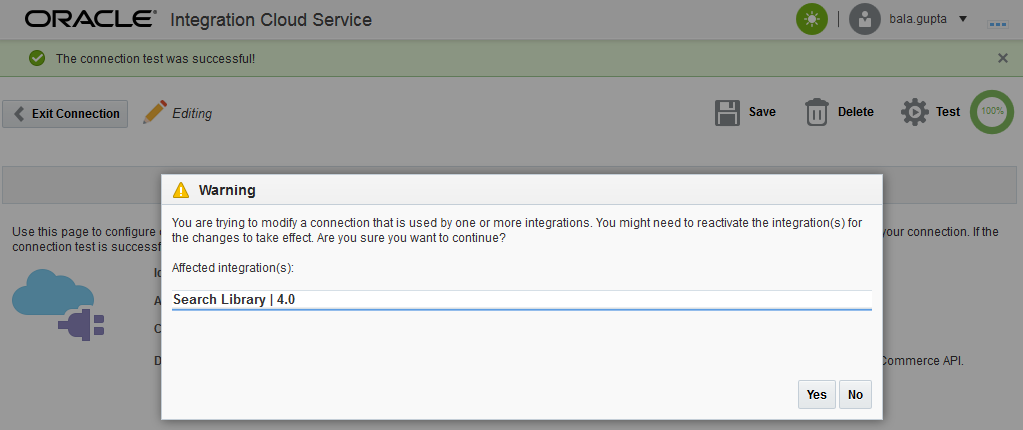 ORACLE Integration Cloud Service
bala.gupta
The connection test was successful!
Exit Connection
Editing
Save
Delete
Test
100%
Warning
You are trying to modify a connection that is used by one or more integrations. You might need to reactivate the integration(s) for
the changes to take effect. Are you sure you want to continue?
Affected integration(s):
Search Library | 4.0
Yes
No
Use this page to configure
your connection. If the
connection test is successf
Commerce API.